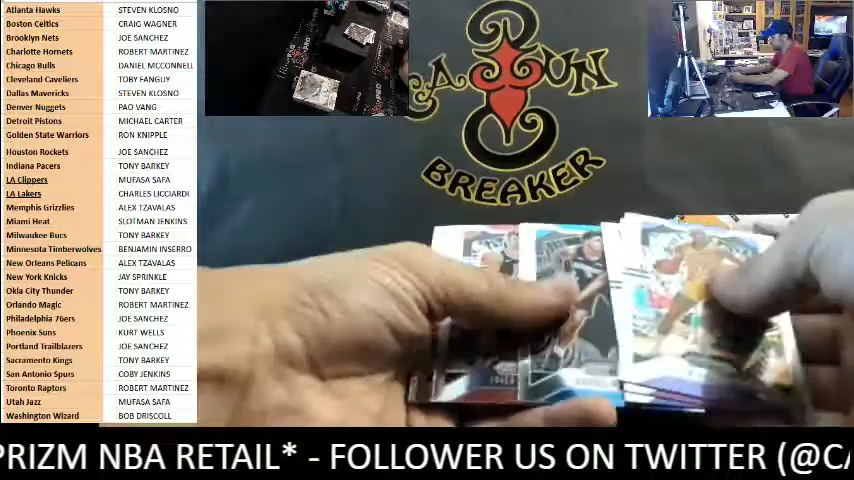 Atlanta Hawks STEVEN KLOSNO
Boston Celtics CRAIG WAGNER
Brooklyn Nets JOE SANCHEZ
Charlotte Hornets ROBERT MARTINEZ
Chicago Bulls DANIEL MCCONNELL
Cleveland Cavaliers TOBY FANGUY
Dallas Mavericks STEVEN KLOSNO
Denver Nuggets PAO VANG
Detroit Pistons MICHAEL CARTER
Golden State Warriors RON KNIPPLE
Houston Rockets JOE SANCHEZ
Indiana Pacers TONY BARKEY
LA Clippers MUFASA SAFA
LA Lakers CHARLES LICCIARDI
Memphis Grizzlies ALEX TZAVALAS
Miami Heat SLOTMAN JENKINS
Milwaukee Bucs TONY BARKEY
Minnesota Timberwolves BENJAMIN INSERRO
New Orleans Pelicans ALEX TZAVALAS
New York Knicks JAY SPRINKLE
Okla City Thunder TONY BARKEY
Orlando Magic ROBERT MARTINEZ
Philadelphia 76ers JOE SANCHEZ
Phoenix Suns KURT WELLS
Portland Trailblazers JOE SANCHEZ
Sacramento Kings TONY BARKEY
San Antonio Spurs COBY JENKINS
Toronto Raptors ROBERT MARTINEZ
Utah Jazz MUFASA SAFA
Washington Wizard BOB DRISCOLL
CAJUN
BREAKER
PRIZM NBA RETAIL* - FOLLOWER US ON TWITTER (@CA